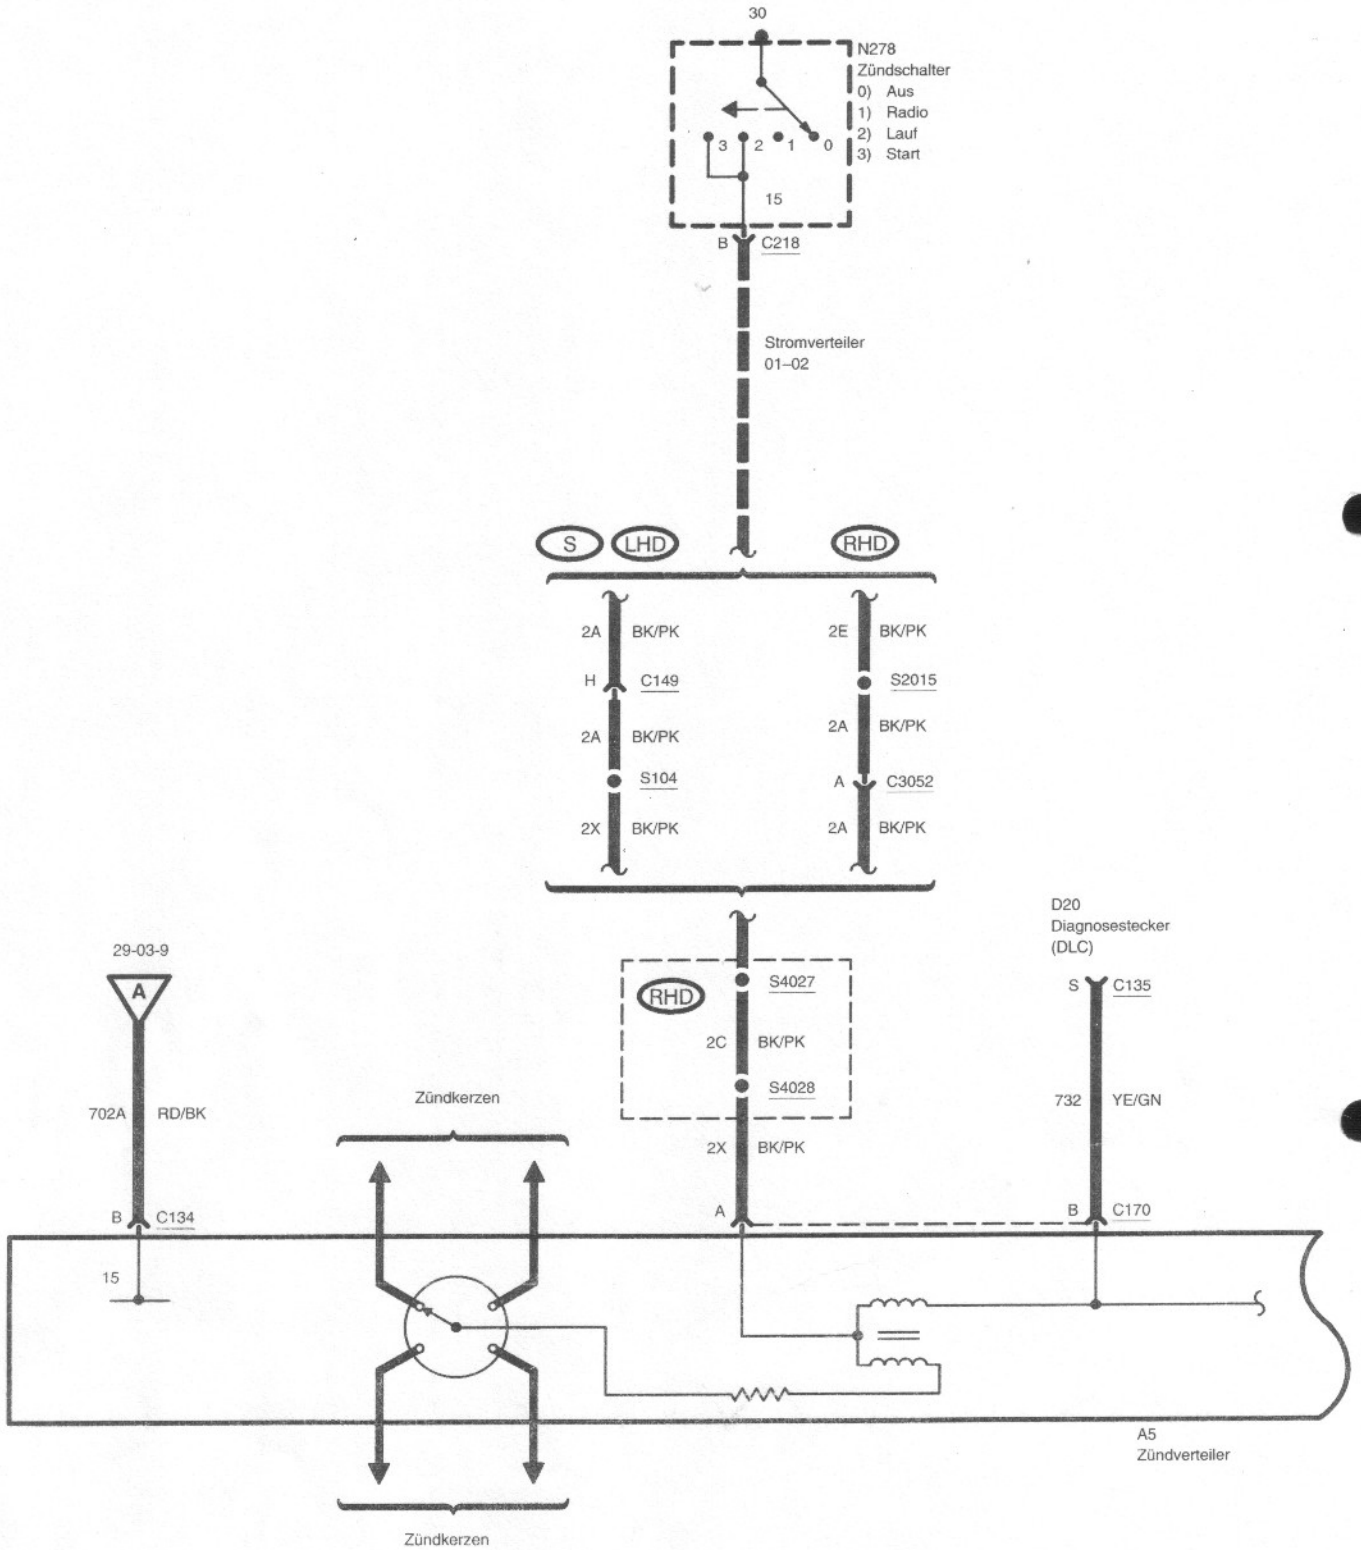 30
N278
Zündschalter
0) Aus
1) Radio
2) Lauf
3) Start
3 2 1 0
15
B C218
Stromverteiler
01–02
S LHD RHD
2A BK/PK 2E BK/PK
H C149 S2015
2A BK/PK 2A BK/PK
S104 A C3052
2X BK/PK 2A BK/PK
D20
Diagnosestecker
(DLC)
29-03-9
A
RHD S4027
S C135
2C BK/PK
S4028
Zündkerzen
702A RD/BK
732 YE/GN
2X BK/PK
B C134
A
B C170
15
A5
Zündverteiler
Zündkerzen